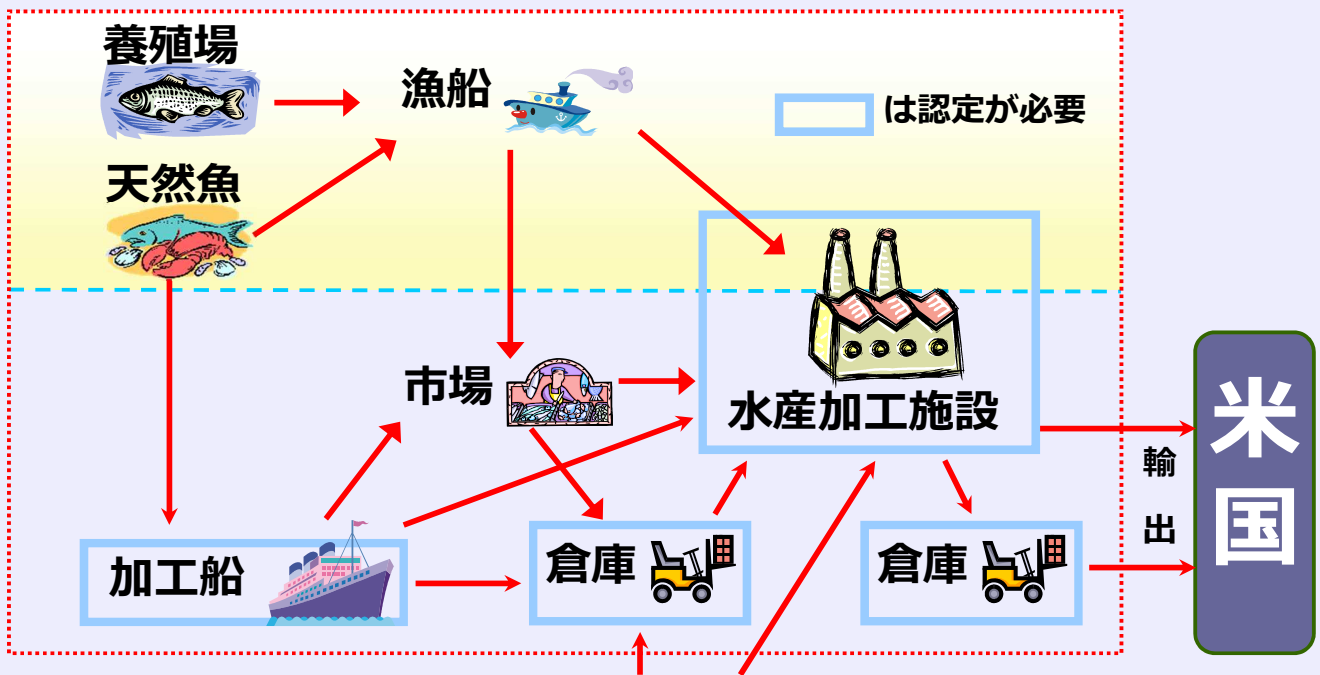 養殖場
漁船
は認定が必要
天然魚
市場
水産加工施設
加工船
倉庫
倉庫
輸出
米国